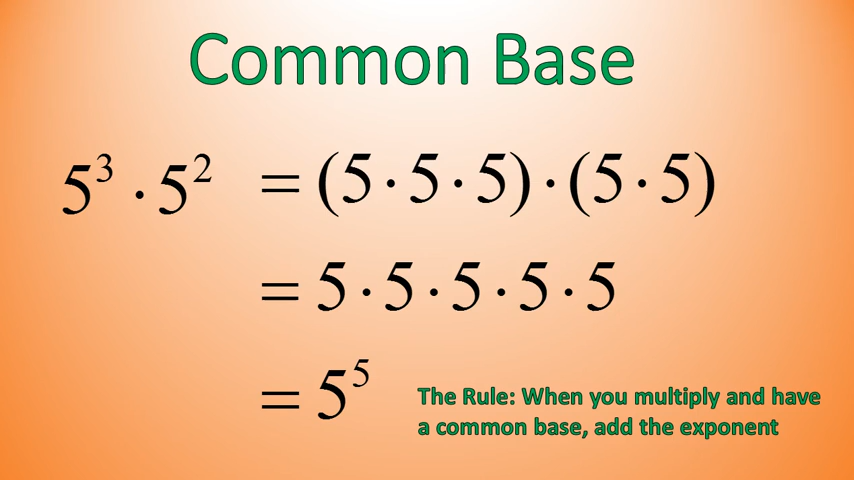 Common Base
5³ · 5² = (5 · 5 · 5) · (5 · 5)
= 5 · 5 · 5 · 5 · 5
= 5⁵
The Rule: When you multiply and have
a common base, add the exponent